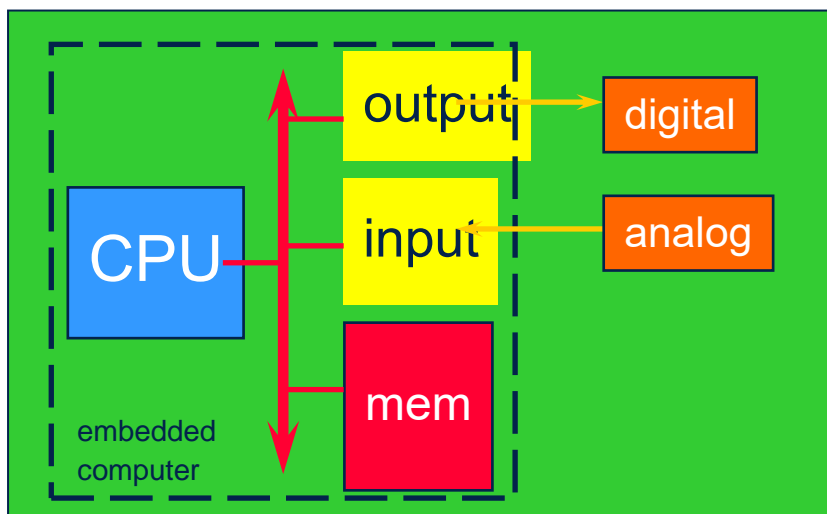 output
digital
CPU
input
analog
mem
embedded
computer